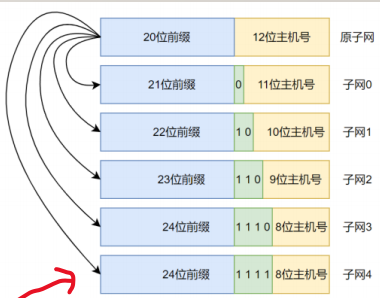 20位前缀 12位主机号 原子网
21位前缀 0 11位主机号 子网0
22位前缀 1 0 10位主机号 子网1
23位前缀 1 1 0 9位主机号 子网2
24位前缀 1 1 1 0 8位主机号 子网3
24位前缀 1 1 1 1 8位主机号 子网4